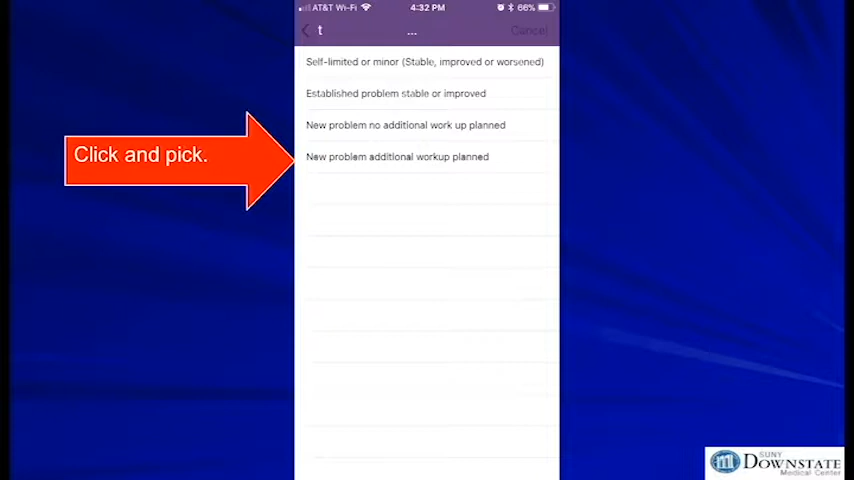 AT&T Wi-Fi 4:32 PM 66%
t ... Cancel
Self-limited or minor (Stable, improved or worsened)
Established problem stable or improved
New problem no additional work up planned
Click and pick.
New problem additional workup planned
SUNY
DOWNSTATE
Medical Center